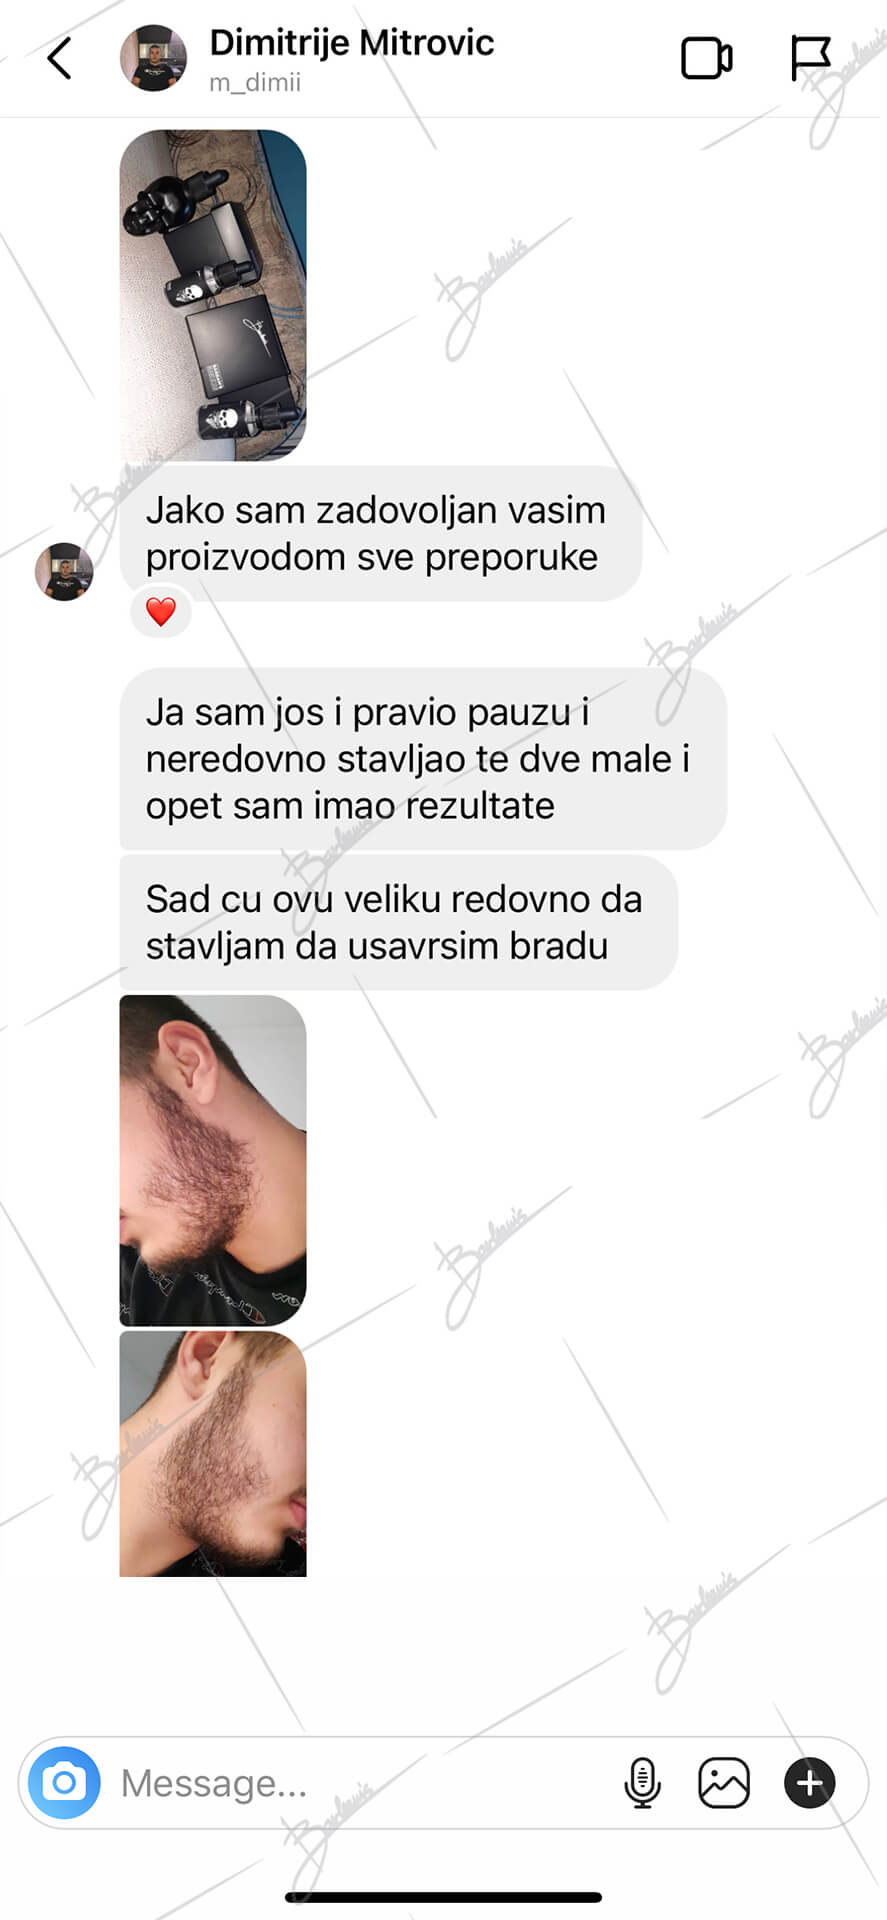 Dimitrije Mitrovic
m_dimii
Jako sam zadovoljan vasim
proizvodom sve preporuke
Ja sam jos i pravio pauzu i
neredovno stavljao te dve male i
opet sam imao rezultate
Sad cu ovu veliku redovno da
stavljam da usavrsim bradu
Message...